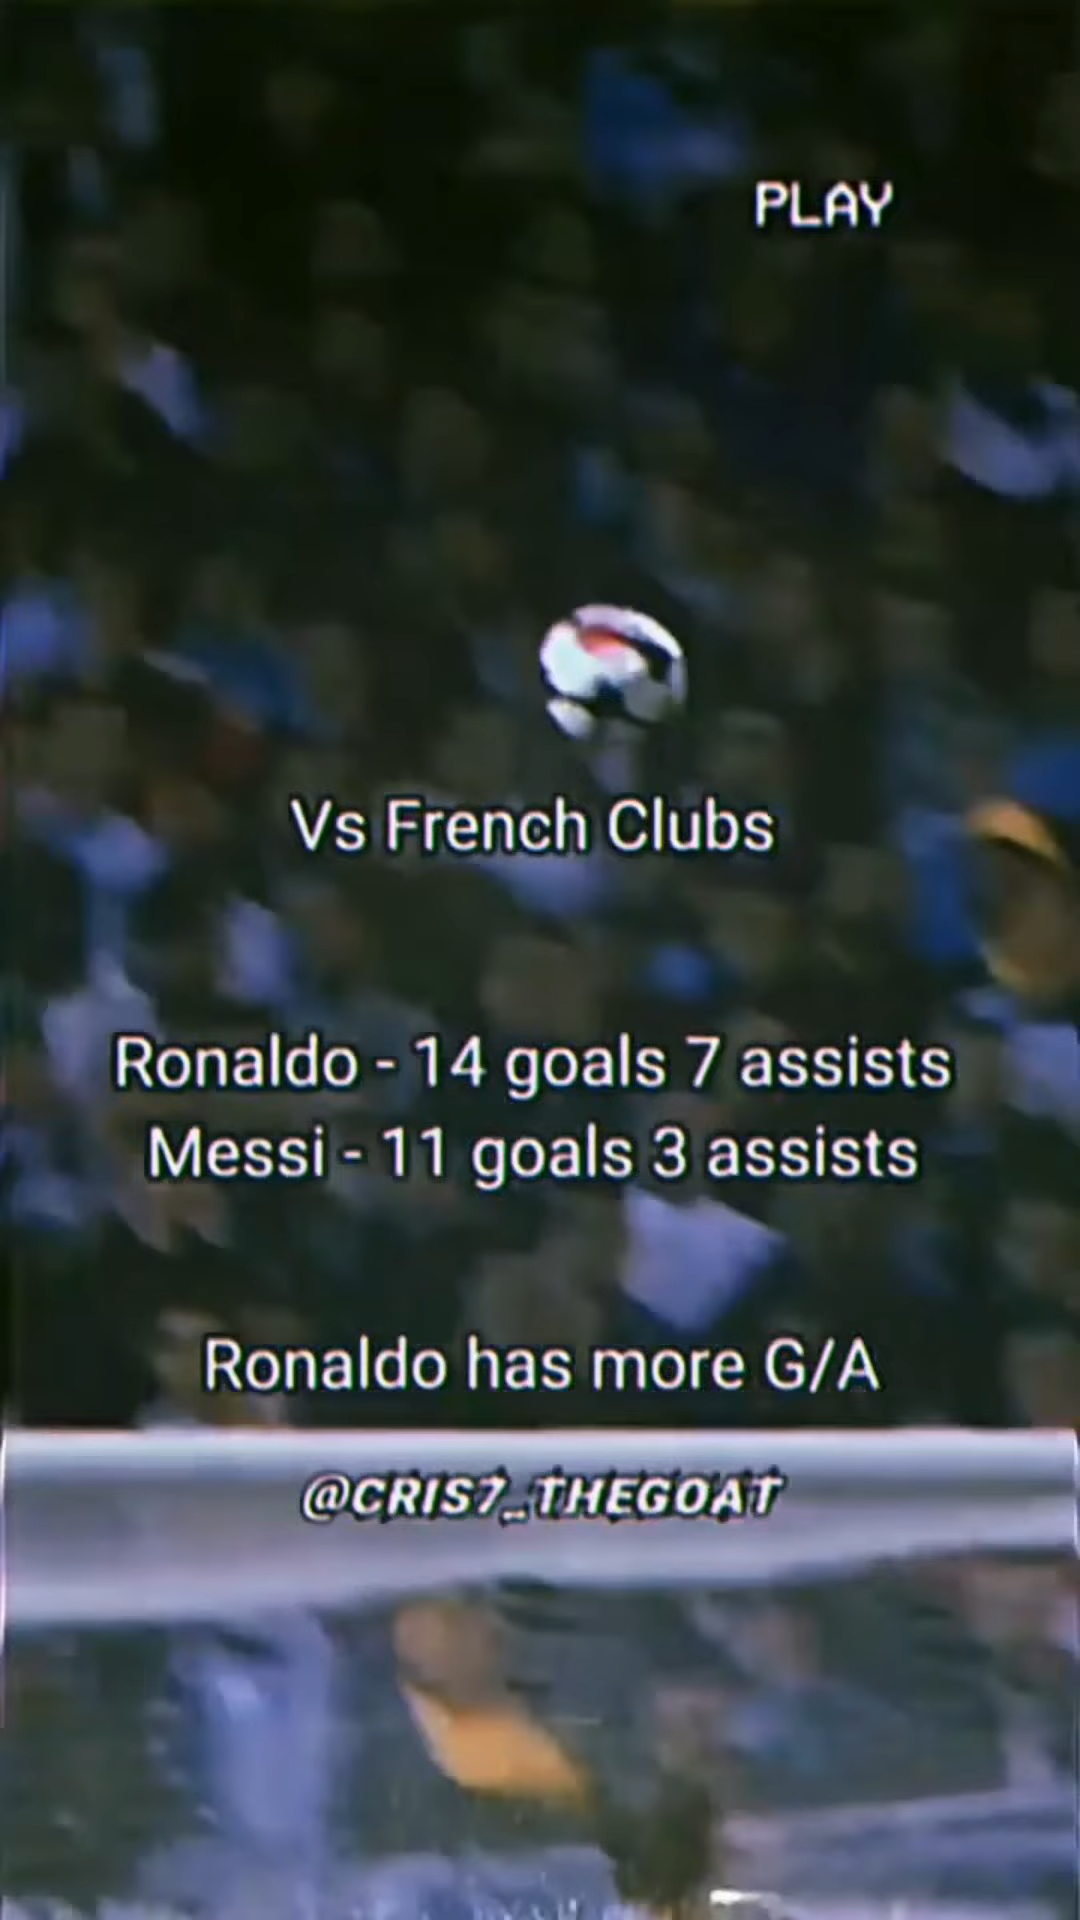 PLAY
Vs French Clubs
Ronaldo - 14 goals 7 assists
Messi - 11 goals 3 assists
Ronaldo has more G/A
@CRIS7_THEGOAT